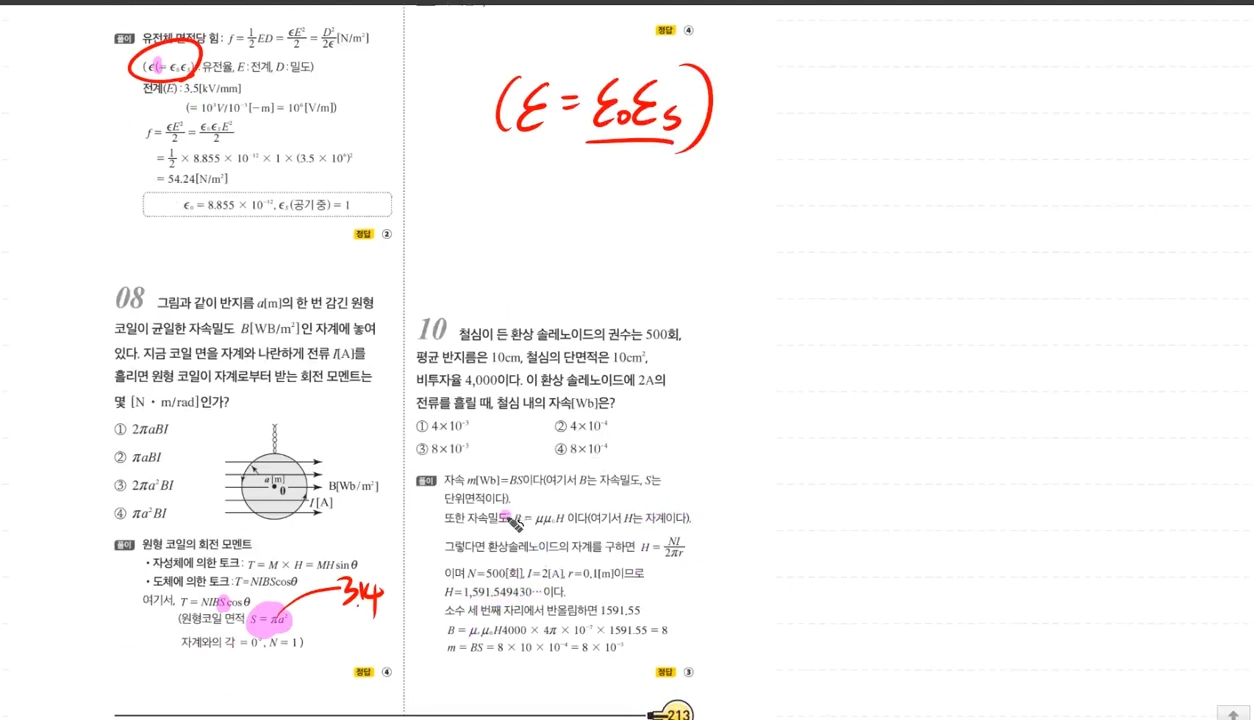 풀이 유전체 면적당 힘 : f = 1/2 ED = ϵE²/2 = D²/2ϵ [N/m²]
(ϵ(= ϵ₀ϵₛ) : 유전율, E : 전계, D : 밀도)
전계(E) : 3.5[kV/mm]
(= 10³V/10⁻³[-m] = 10⁶[V/m])
f = ϵE²/2 = ϵ₀ϵₛE²/2
= 1/2 × 8.855 × 10⁻¹² × 1 × (3.5 × 10⁶)²
= 54.24[N/m²]
ϵ₀ = 8.855 × 10⁻¹², ϵₛ(공기 중) = 1
정답 ②
08 그림과 같이 반지름 a[m]의 한 번 감긴 원형
코일이 균일한 자속밀도 B[WB/m²]인 자계에 놓여
있다. 지금 코일 면을 자계와 나란하게 전류 I[A]를
흘리면 원형 코일이 자계로부터 받는 회전 모멘트는
몇 [N · m/rad]인가?
① 2πaBI
② πaBI
③ 2πa²BI
④ πa²BI
a[m]
0
B[Wb/m²]
I[A]
풀이 원형 코일의 회전 모멘트
· 자성체에 의한 토크 : T = M × H = MHsinθ
· 도체에 의한 토크 : T = NIBScosθ
여기서, T = NIBScosθ
(원형코일 면적 S = πa²
자계와의 각 = 0°, N = 1)
3.14
정답 ④
정답 ④
(ε = ε₀εₛ)
10 철심이 든 환상 솔레노이드의 권수는 500회,
평균 반지름은 10cm, 철심의 단면적은 10cm²,
비투자율 4,000이다. 이 환상 솔레노이드에 2A의
전류를 흘릴 때, 철심 내의 자속[Wb]은?
① 4×10⁻³ ② 4×10⁻⁴
③ 8×10⁻³ ④ 8×10⁻⁴
풀이 자속 m[Wb] = BS이다(여기서 B는 자속밀도, S는
단위면적이다).
또한 자속밀도 B = μμ₀H 이다(여기서 H는 자계이다).
그렇다면 환상솔레노이드의 자계를 구하면 H = NI/2πr
이며 N = 500[회], I = 2[A], r = 0.1[m]이므로
H = 1,591.549430… 이다.
소수 세 번째 자리에서 반올림하면 1591.55
B = μ μ₀H4000 × 4π × 10⁻⁷ × 1591.55 = 8
m = BS = 8 × 10 × 10⁻⁴ = 8 × 10⁻³
정답 ③
213